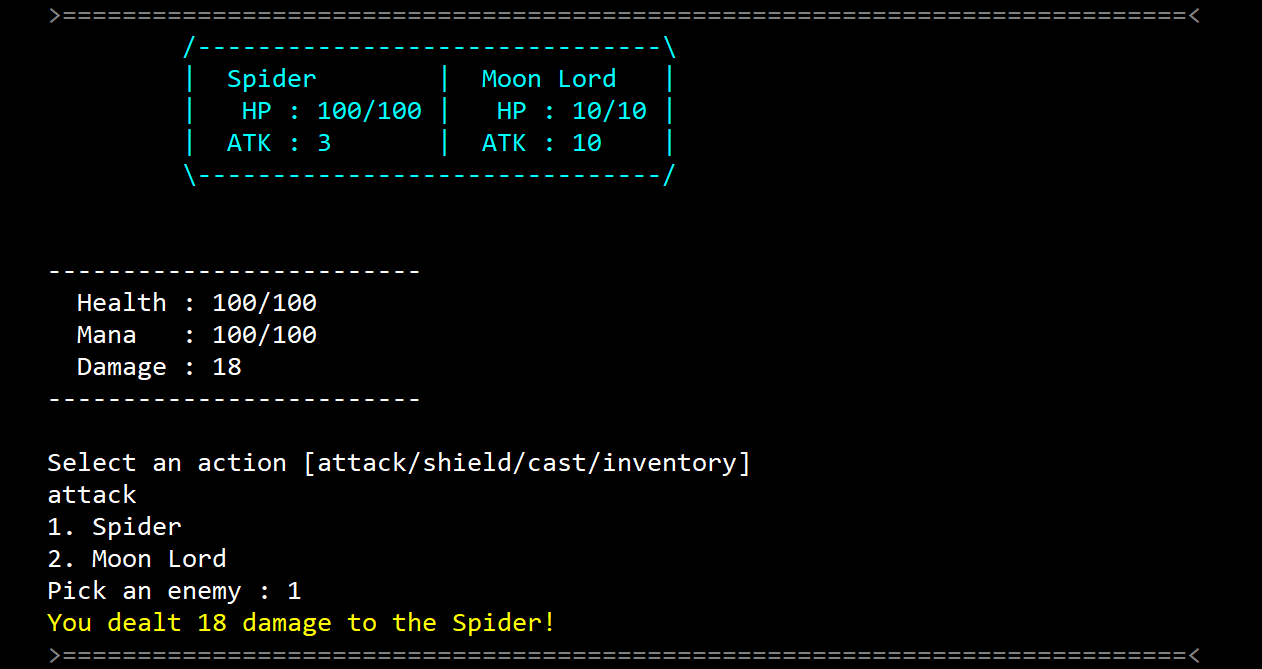 >===========================================================================<
/-------------------------------\
|  Spider        |  Moon Lord   |
|   HP : 100/100 |   HP : 10/10 |
|  ATK : 3       |  ATK : 10    |
\-------------------------------/
-------------------------
Health : 100/100
Mana   : 100/100
Damage : 18
-------------------------
Select an action [attack/shield/cast/inventory]
attack
1. Spider
2. Moon Lord
Pick an enemy : 1
You dealt 18 damage to the Spider!
>===========================================================================<